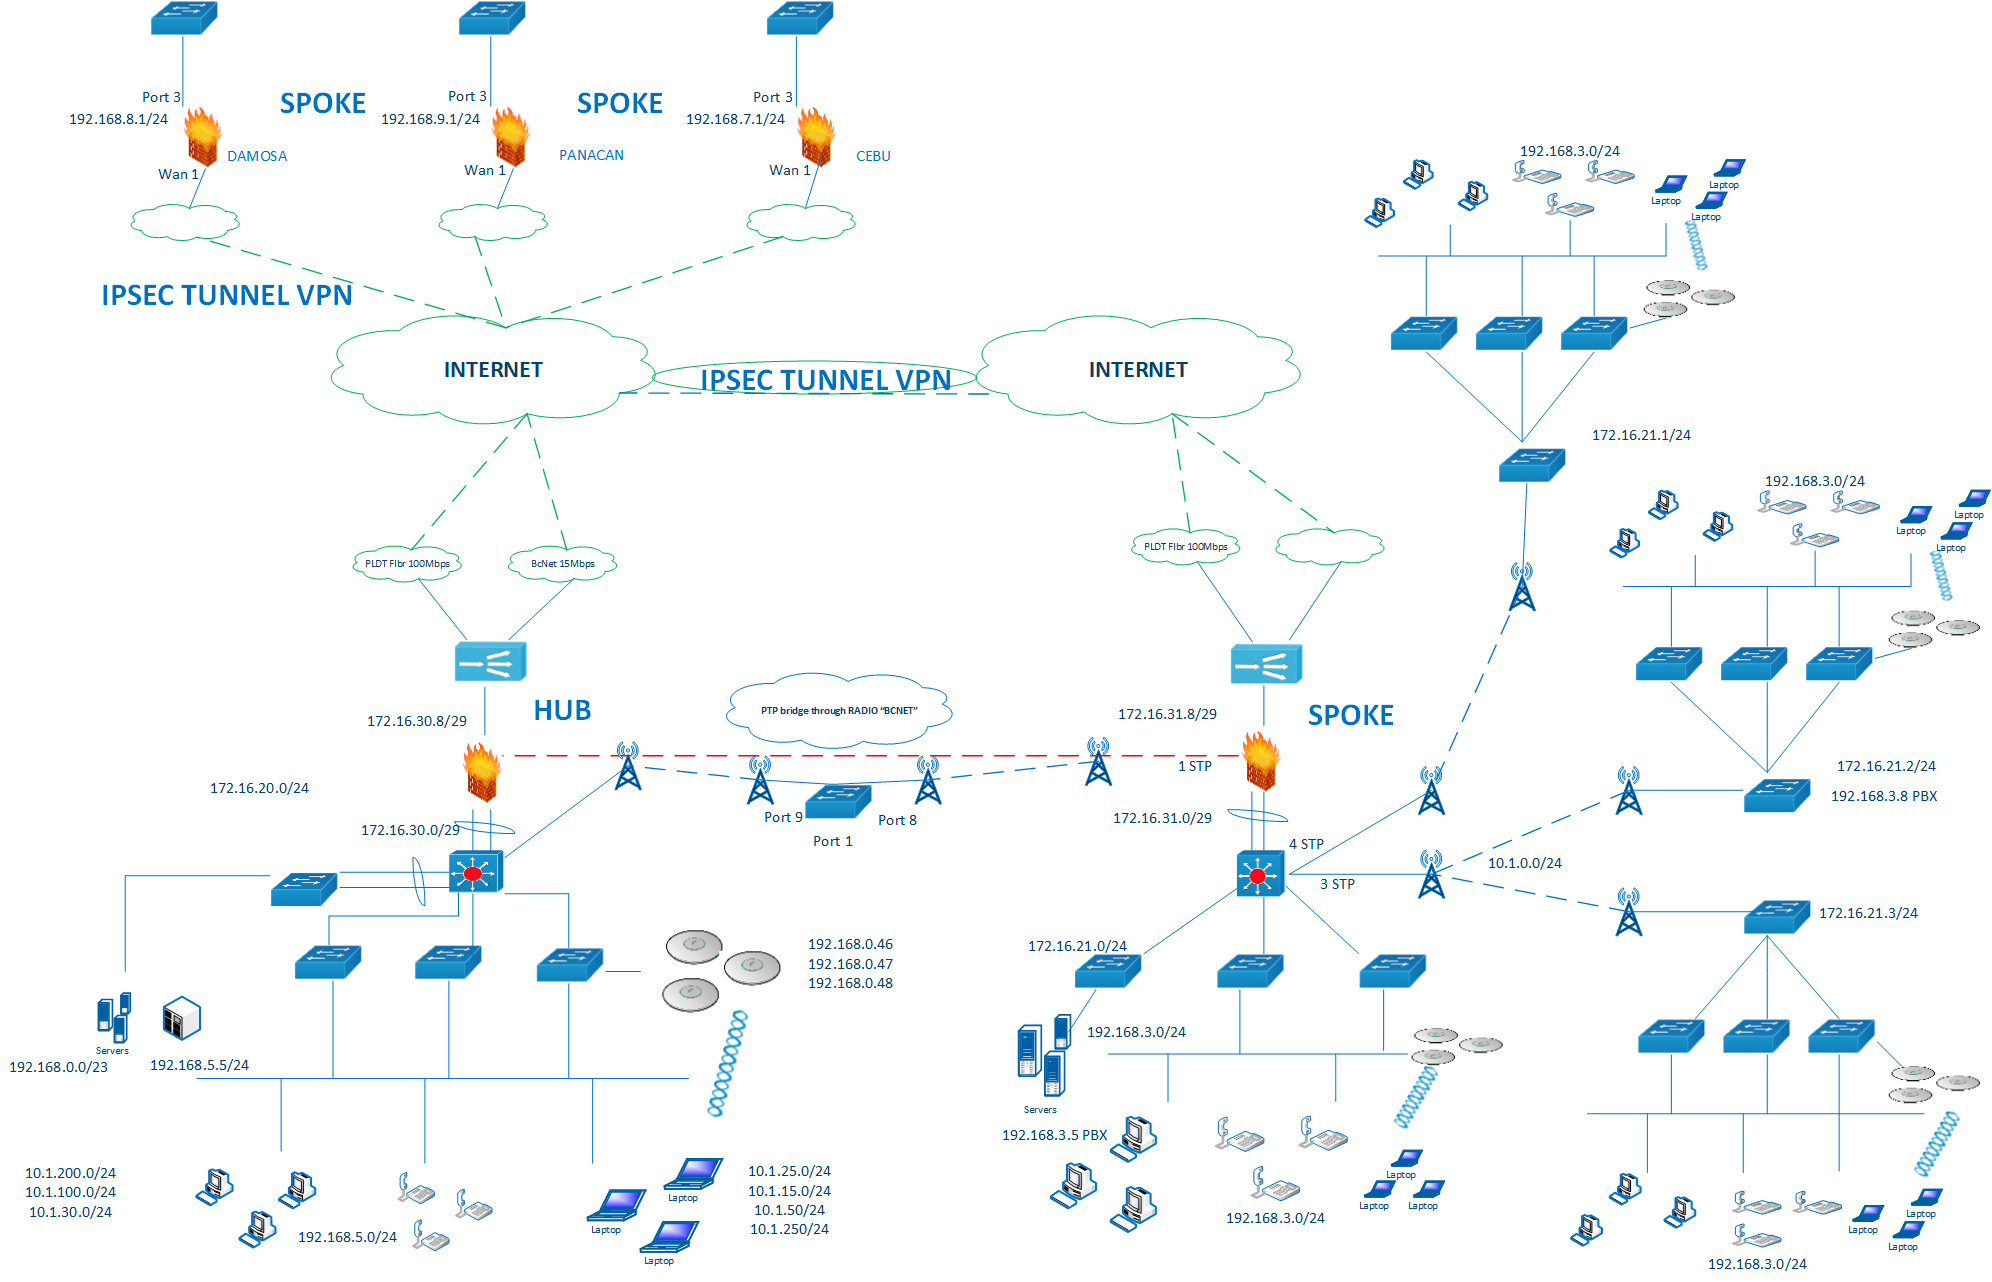 Port 3
SPOKE
Port 3
SPOKE
Port 3
192.168.8.1/24
192.168.9.1/24
192.168.7.1/24
DAMOSA
PANACAN
CEBU
Wan 1
Wan 1
Wan 1
IPSEC TUNNEL VPN
INTERNET
IPSEC TUNNEL VPN
INTERNET
192.168.3.0/24
Laptop
Laptop
Laptop
172.16.21.1/24
192.168.3.0/24
Laptop
Laptop
Laptop
PLDT FIbr 100Mbps
BcNet 15Mbps
PLDT FIbr 100Mbps
HUB
172.16.30.8/29
PTP bridge through RADIO “BCNET”
172.16.31.8/29
SPOKE
1 STP
172.16.20.0/24
172.16.30.0/29
Port 9
Port 8
Port 1
172.16.31.0/29
4 STP
3 STP
172.16.21.2/24
192.168.3.8 PBX
10.1.0.0/24
172.16.21.3/24
192.168.0.46
192.168.0.47
192.168.0.48
172.16.21.0/24
Servers
192.168.0.0/23
192.168.5.5/24
192.168.3.0/24
Servers
192.168.3.5 PBX
10.1.200.0/24
10.1.100.0/24
10.1.30.0/24
192.168.5.0/24
Laptop
Laptop
Laptop
10.1.25.0/24
10.1.15.0/24
10.1.50/24
10.1.250/24
Laptop
Laptop
Laptop
192.168.3.0/24
Laptop
Laptop
Laptop
192.168.3.0/24